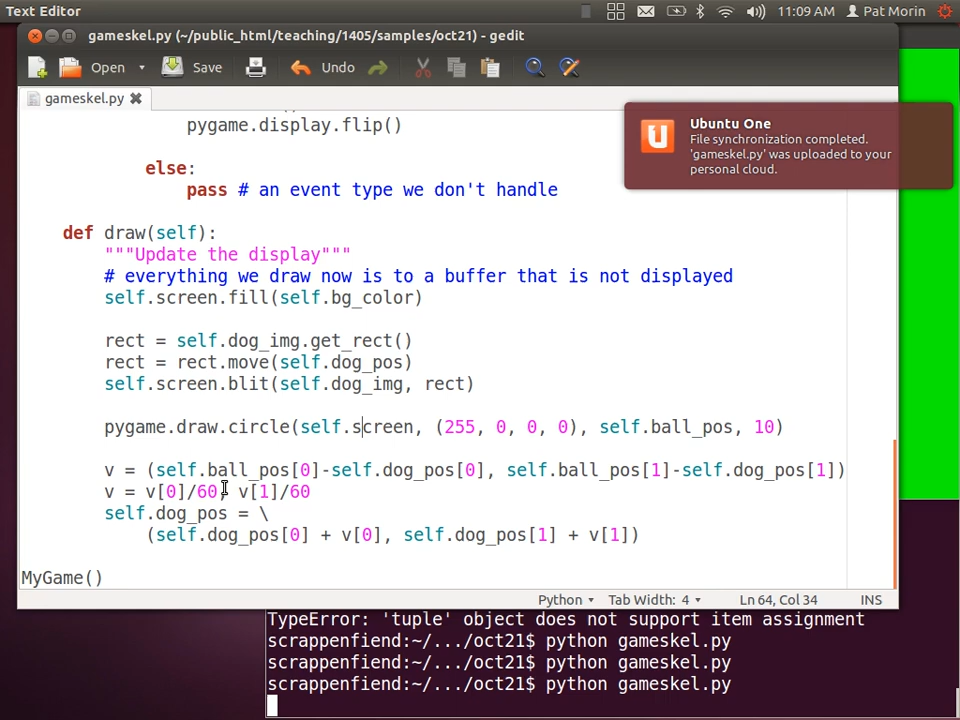 Text Editor
11:09 AM
Pat Morin
gameskel.py (~/public_html/teaching/1405/samples/oct21) - gedit
Open
Save
Undo
gameskel.py
Ubuntu One
File synchronization completed.
'gameskel.py' was uploaded to your
personal cloud.
pygame.display.flip()
else:
pass # an event type we don't handle
def draw(self):
"""Update the display"""
# everything we draw now is to a buffer that is not displayed
self.screen.fill(self.bg_color)
rect = self.dog_img.get_rect()
rect = rect.move(self.dog_pos)
self.screen.blit(self.dog_img, rect)
pygame.draw.circle(self.screen, (255, 0, 0, 0), self.ball_pos, 10)
v = (self.ball_pos[0]-self.dog_pos[0], self.ball_pos[1]-self.dog_pos[1])
v = v[0]/60, v[1]/60
self.dog_pos = \
(self.dog_pos[0] + v[0], self.dog_pos[1] + v[1])
MyGame()
Python
Tab Width: 4
Ln 64, Col 34
INS
TypeError: 'tuple' object does not support item assignment
scrappenfiend:~/.../oct21$ python gameskel.py
scrappenfiend:~/.../oct21$ python gameskel.py
scrappenfiend:~/.../oct21$ python gameskel.py